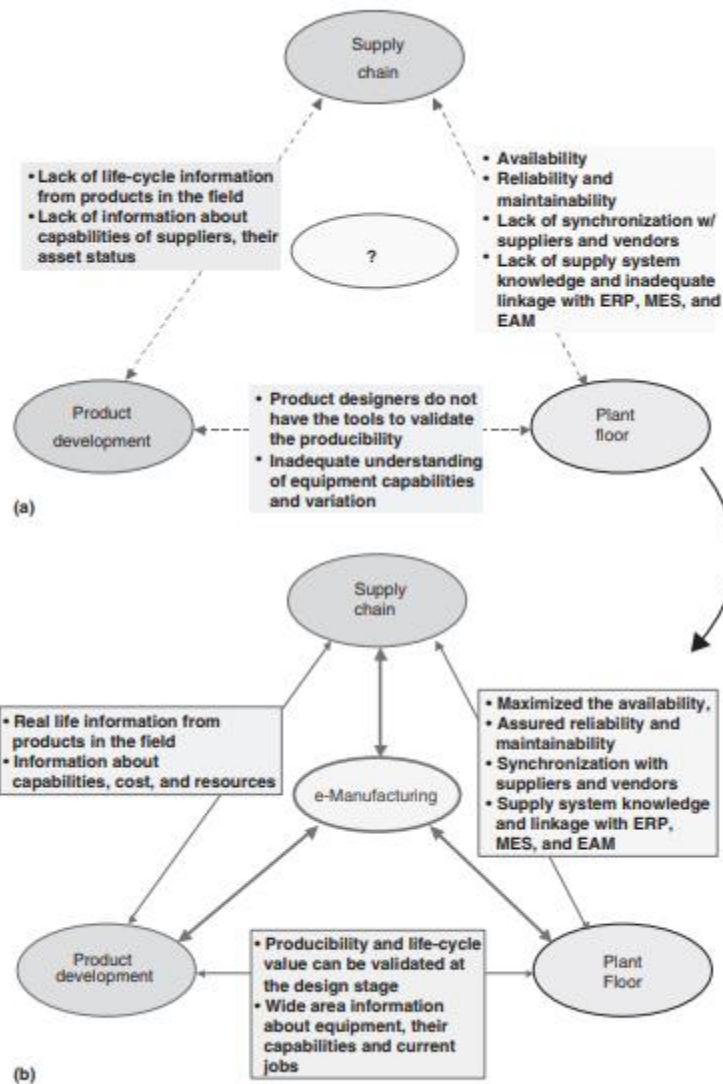 Supply
chain
• Lack of life-cycle information
from products in the field
• Lack of information about
capabilities of suppliers, their
asset status
• Availability
• Reliability and
maintainability
• Lack of synchronization w/
suppliers and vendors
• Lack of supply system
knowledge and inadequate
linkage with ERP, MES, and
EAM
?
Product
development
• Product designers do not
have the tools to validate
the producibility
• Inadequate understanding
of equipment capabilities
and variation
Plant
floor
(a)
Supply
chain
• Real life information from
products in the field
• Information about
capabilities, cost, and resources
• Maximized the availability,
• Assured reliability and
maintainability
• Synchronization with
suppliers and vendors
• Supply system knowledge
and linkage with ERP,
MES, and EAM
e-Manufacturing
Product
development
• Producibility and life-cycle
value can be validated at
the design stage
• Wide area information
about equipment, their
capabilities and current
jobs
Plant
Floor
(b)